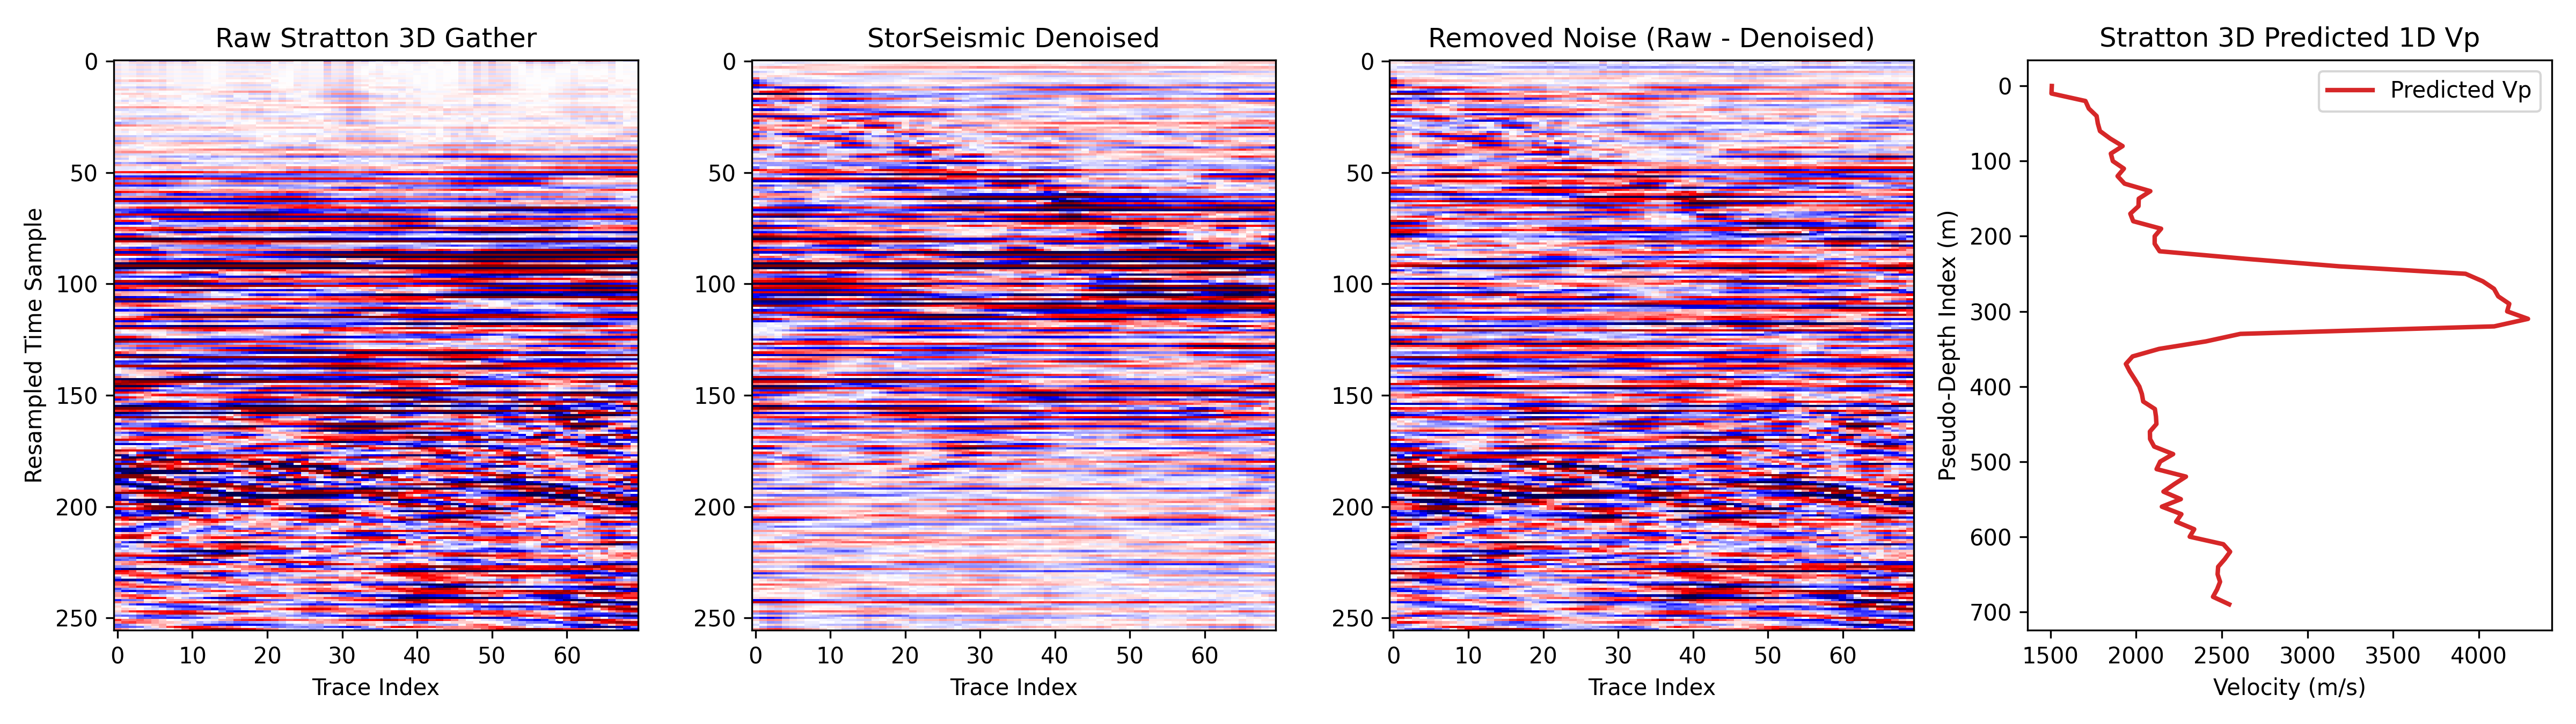 Raw Stratton 3D Gather
0
50
100
150
200
250
Resampled Time Sample
0 10 20 30 40 50 60
Trace Index
StorSeismic Denoised
0
50
100
150
200
250
0 10 20 30 40 50 60
Trace Index
Removed Noise (Raw - Denoised)
0
50
100
150
200
250
0 10 20 30 40 50 60
Trace Index
Stratton 3D Predicted 1D Vp
Predicted Vp
0
100
200
300
400
500
600
700
Pseudo-Depth Index (m)
1500 2000 2500 3000 3500 4000
Velocity (m/s)